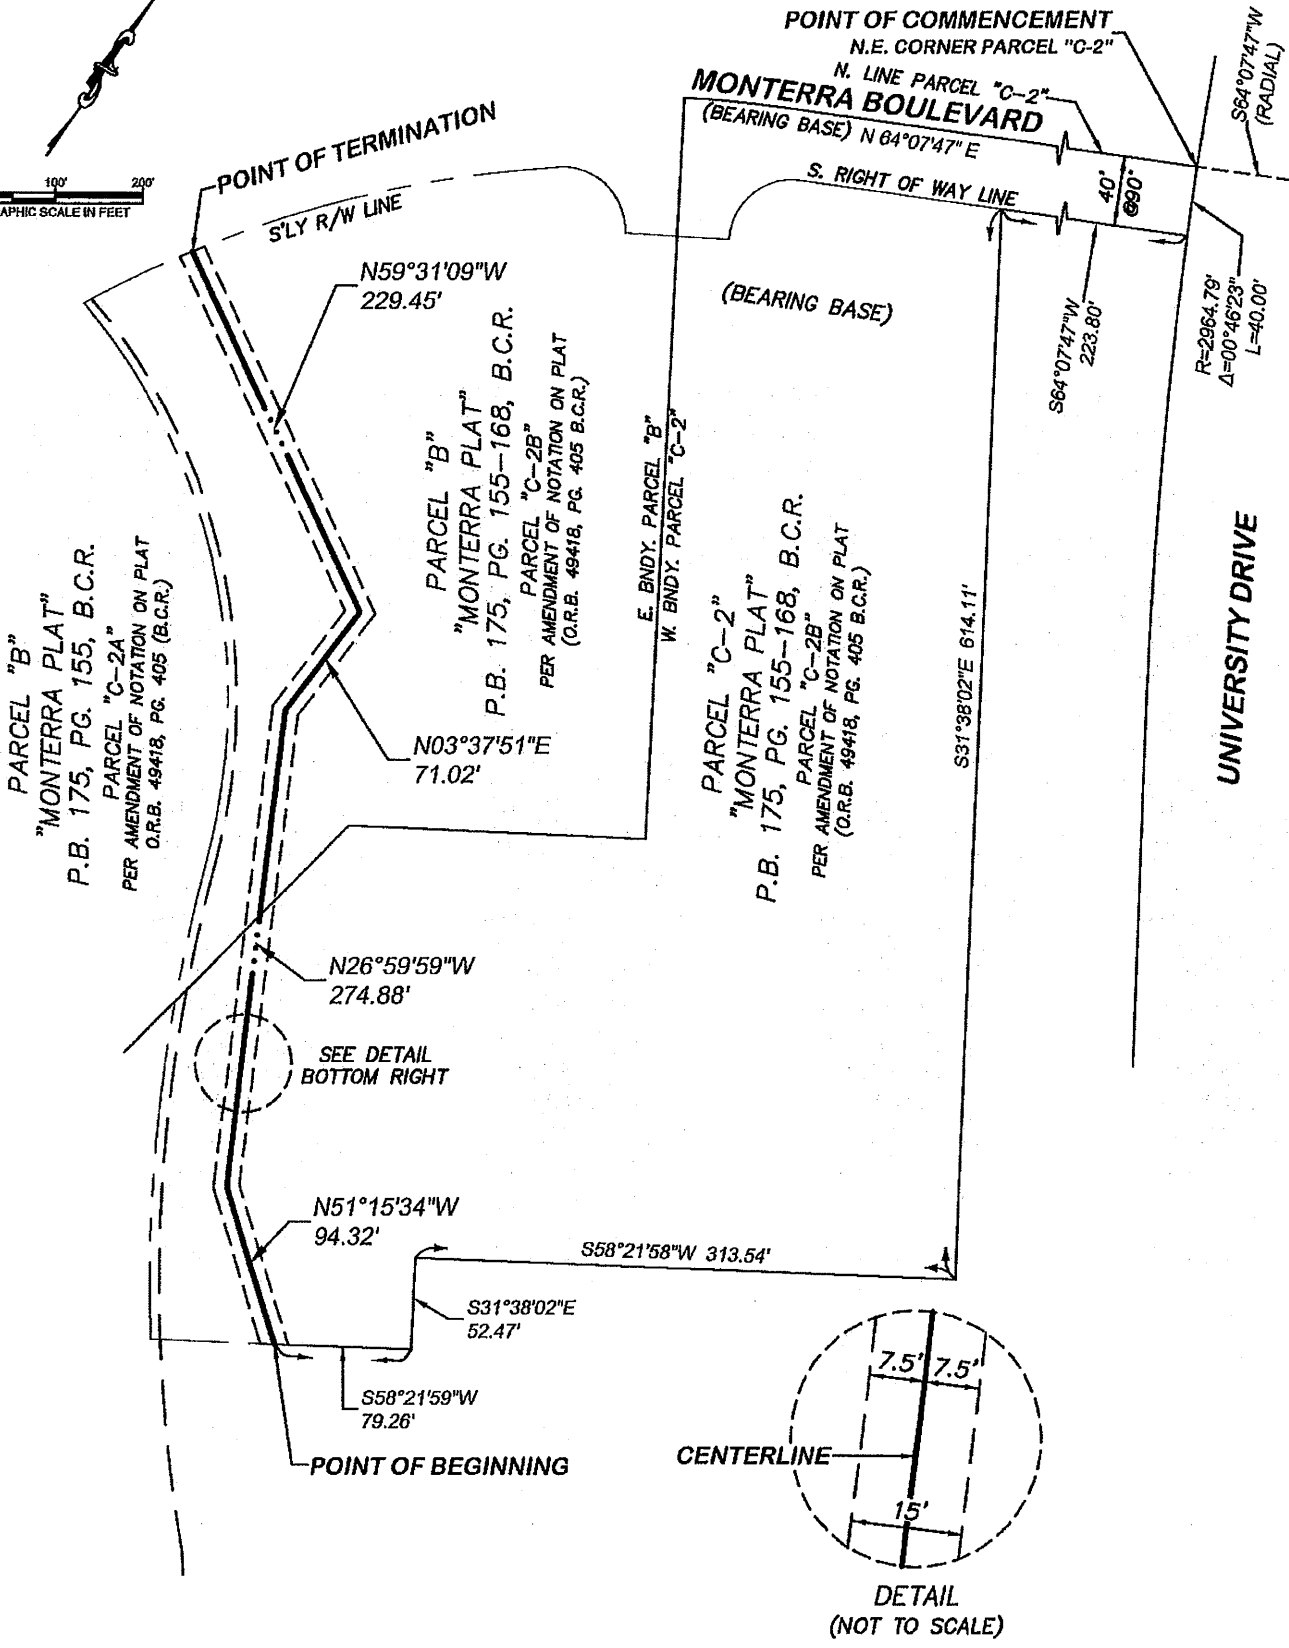 POINT OF COMMENCEMENT
N.E. CORNER PARCEL "C-2"
N. LINE PARCEL "C-2"
MONTERRA BOULEVARD
(BEARING BASE) N 64°07'47" E
S. RIGHT OF WAY LINE
40'
@90°
S64°07'47"W
(RADIAL)
N
100'
200'
APHIC SCALE IN FEET
POINT OF TERMINATION
S'LY R/W LINE
N59°31'09"W
229.45'
(BEARING BASE)
S64°07'47"W
223.80'
R=2964.79'
Δ=00°46'23"
L=40.00'
PARCEL "B"
"MONTERRA PLAT"
P.B. 175, PG. 155-168, B.C.R.
PARCEL "C-2B"
PER AMENDMENT OF NOTATION ON PLAT
(O.R.B. 49418, PG. 405 B.C.R.)
E. BNDY. PARCEL "B"
W. BNDY. PARCEL "C-2"
PARCEL "B"
"MONTERRA PLAT"
P.B. 175, PG. 155, B.C.R.
PARCEL "C-2A"
PER AMENDMENT OF NOTATION ON PLAT
O.R.B. 49418, PG. 405 (B.C.R.)
PARCEL "C-2"
"MONTERRA PLAT"
P.B. 175, PG. 155-168, B.C.R.
PARCEL "C-2B"
PER AMENDMENT OF NOTATION ON PLAT
(O.R.B. 49418, PG. 405 B.C.R.)
S31°38'02"E 614.11'
UNIVERSITY DRIVE
N03°37'51"E
71.02'
N26°59'59"W
274.88'
SEE DETAIL
BOTTOM RIGHT
N51°15'34"W
94.32'
S58°21'58"W 313.54'
S31°38'02"E
52.47'
S58°21'59"W
79.26'
POINT OF BEGINNING
7.5' 7.5'
CENTERLINE
15'
DETAIL
(NOT TO SCALE)